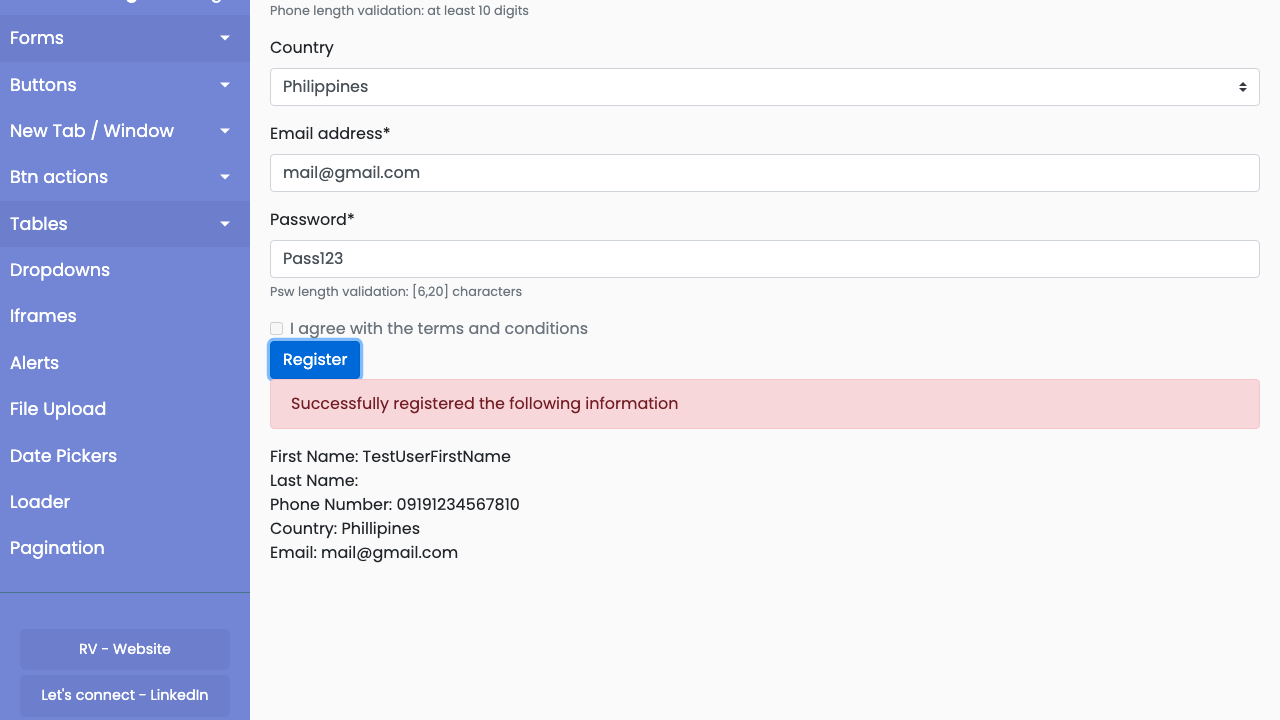 Forms
Buttons
New Tab / Window
Btn actions
Tables
Dropdowns
Iframes
Alerts
File Upload
Date Pickers
Loader
Pagination
RV - Website
Let's connect - LinkedIn
Phone length validation: at least 10 digits
Country
Philippines
Email address*
mail@gmail.com
Password*
Pass123
Psw length validation: [6,20] characters
I agree with the terms and conditions
Register
Successfully registered the following information
First Name: TestUserFirstName
Last Name:
Phone Number: 09191234567810
Country: Phillipines
Email: mail@gmail.com